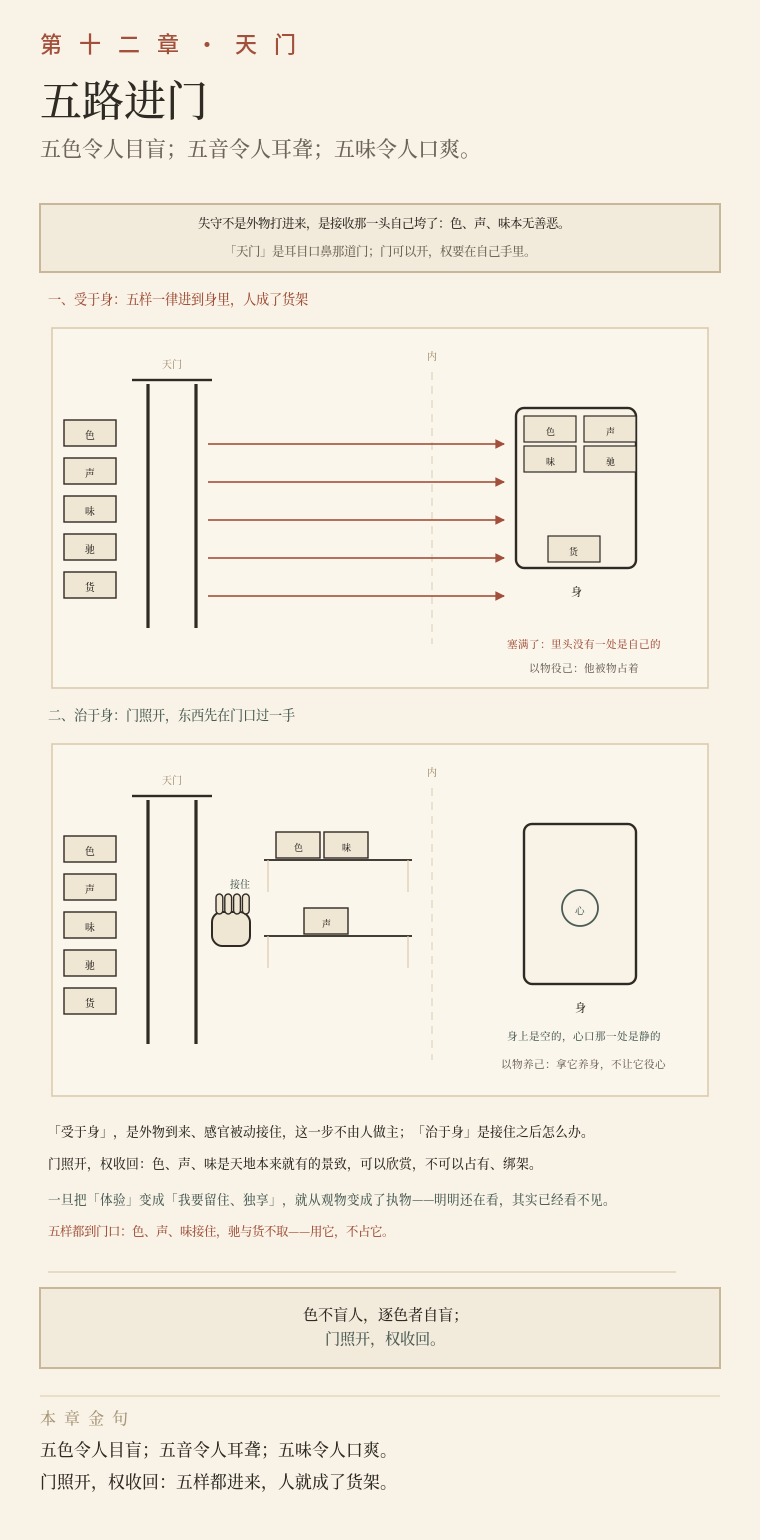 第十二章·天门
五路进门
五色令人目盲；五音令人耳聋；五味令人口爽。
失守不是外物打进来，是接收那一头自己垮了：色、声、味本无善恶。
「天门」是耳目口鼻那道门；门可以开，权要在自己手里。
一、受于身：五样一律进到身里，人成了货架
天门
内
色
声
味
驰
货
色
声
味
驰
货
身
塞满了：里头没有一处是自己的
以物役己：他被物占着
二、治于身：门照开，东西先在门口过一手
天门
内
色
声
味
驰
货
接住
色
味
声
心
身
身上是空的，心口那一处是静的
以物养己：拿它养身，不让它役心
「受于身」，是外物到来、感官被动接住，这一步不由人做主；「治于身」是接住之后怎么办。
门照开，权收回：色、声、味是天地本来就有的景致，可以欣赏，不可以占有、绑架。
一旦把「体验」变成「我要留住、独享」，就从观物变成了执物——明明还在看，其实已经看不见。
五样都到门口：色、声、味接住，驰与货不取——用它，不占它。
色不盲人，逐色者自盲；
门照开，权收回。
本章金句
五色令人目盲；五音令人耳聋；五味令人口爽。
门照开，权收回：五样都进来，人就成了货架。